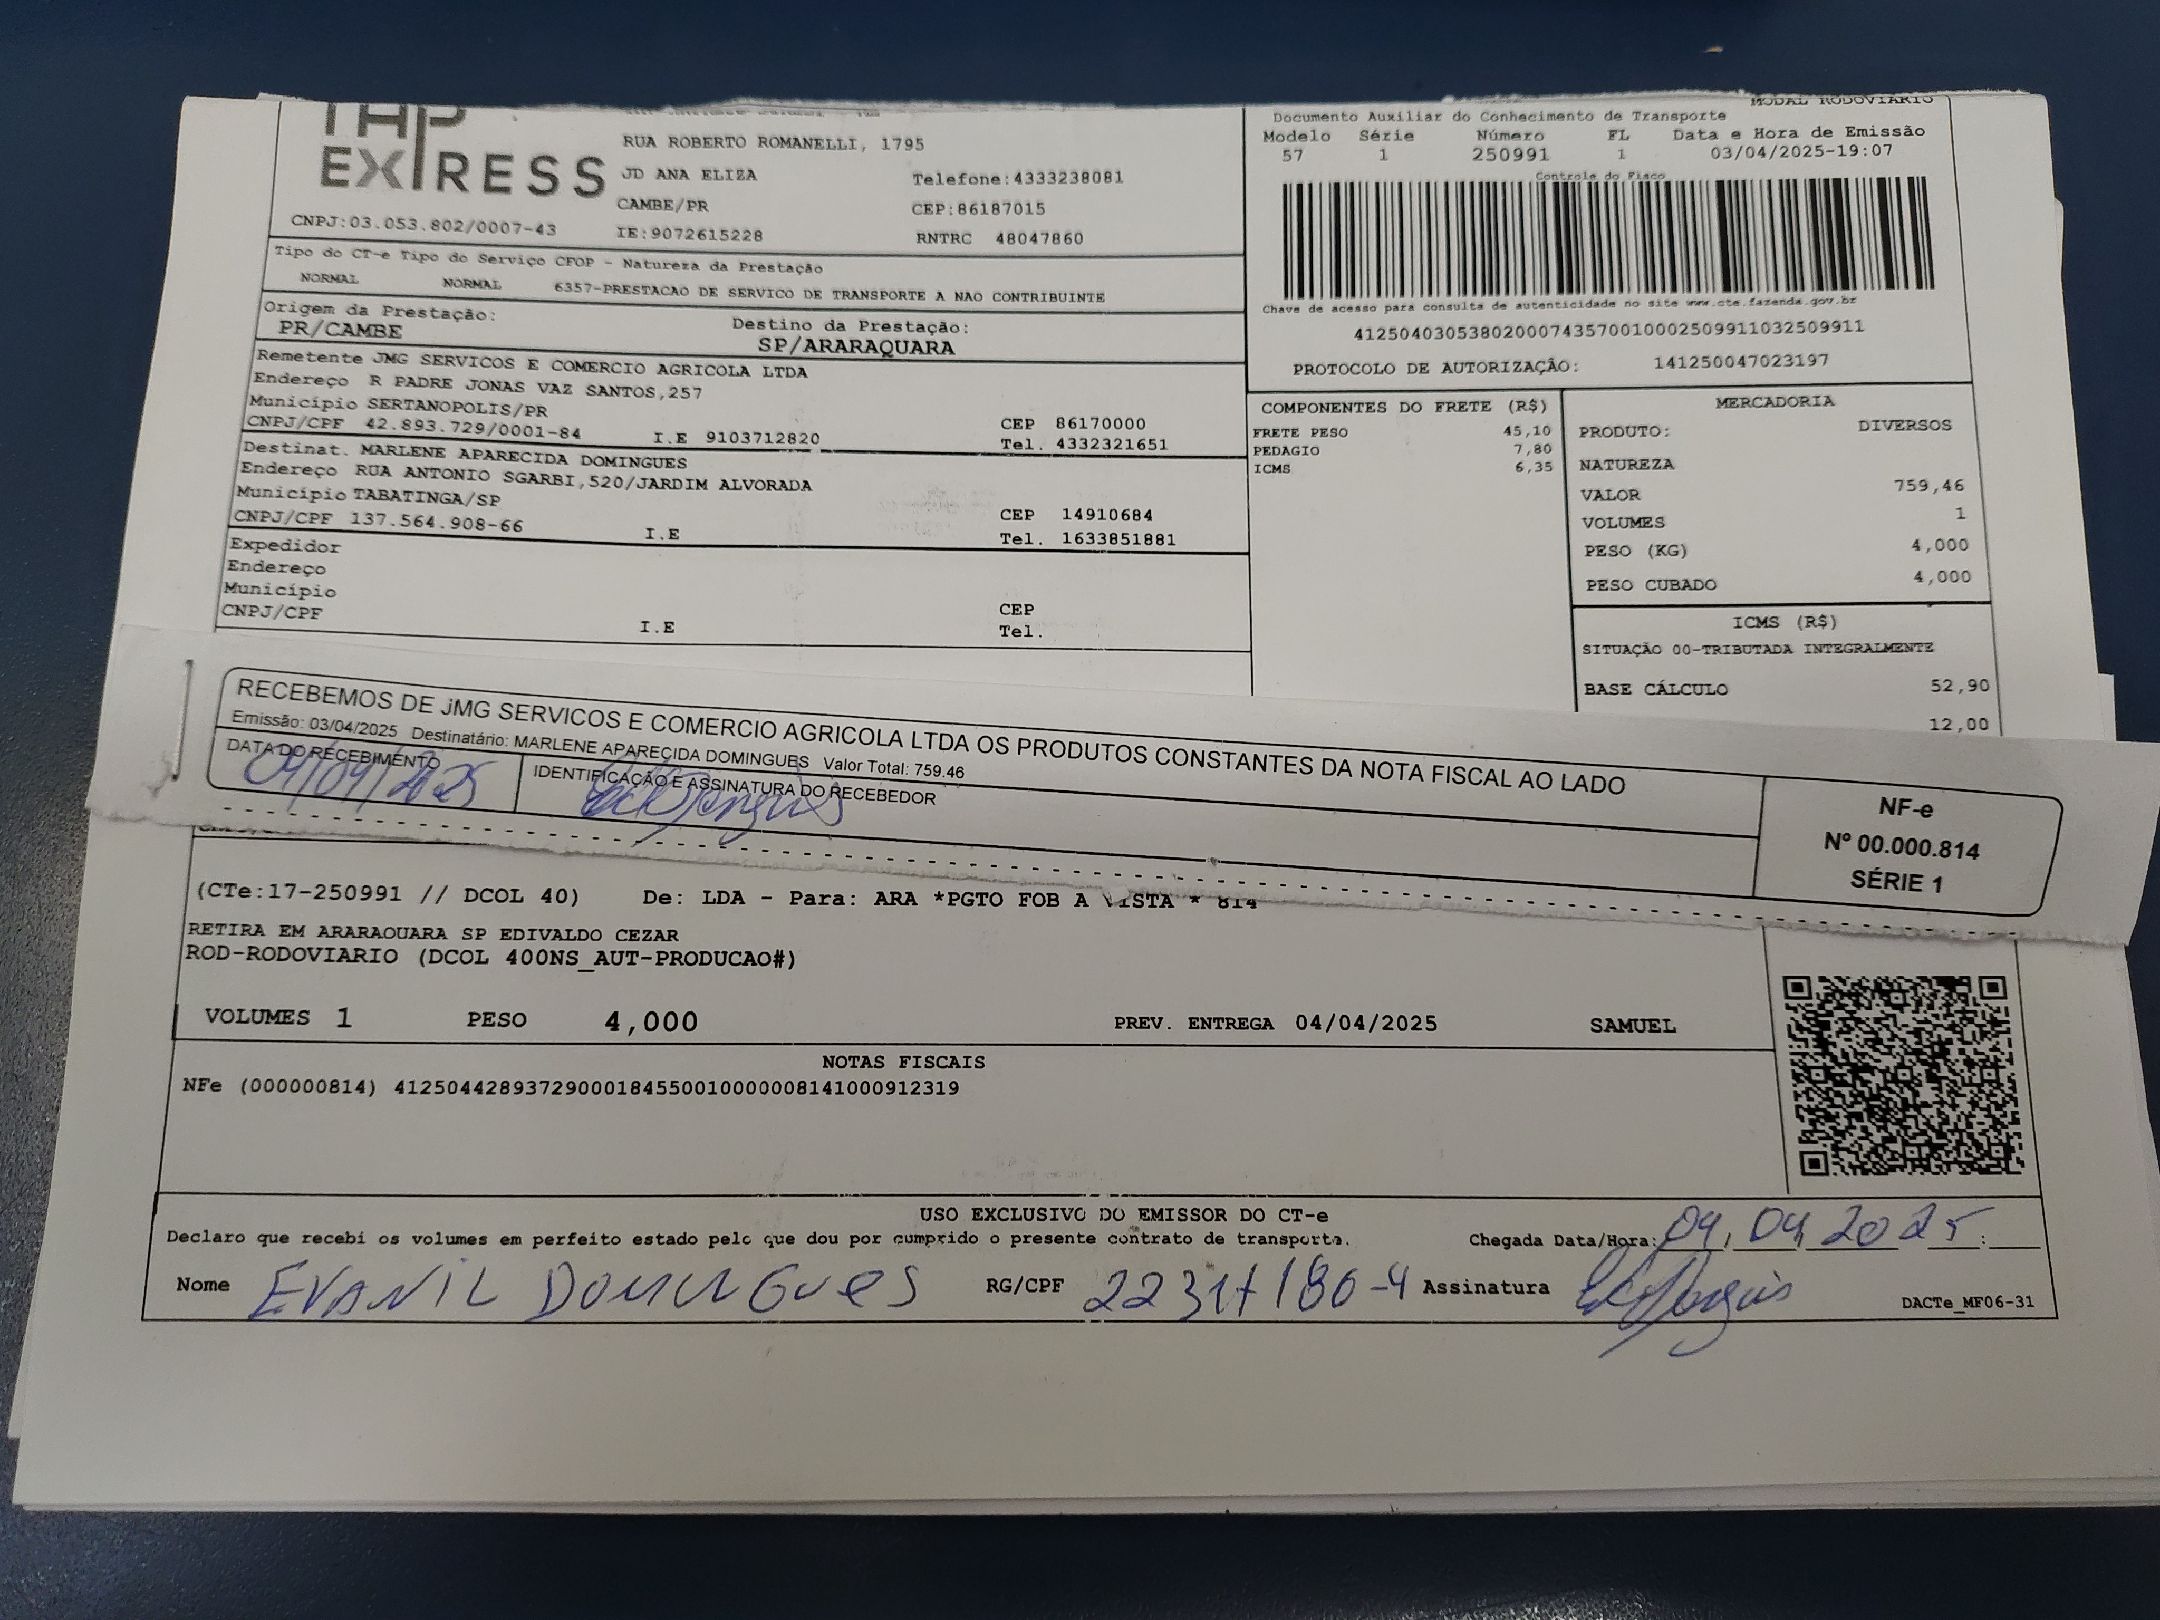 EXPRESS
RUA ROBERTO ROMANELLI, 1795
JD ANA ELIZA
Telefone:4333238081
CAMBE/PR
CEP:86187015
CNPJ:03.053.802/0007-43
IE:9072615228
RNTRC 48047860
Tipo do CT-e Tipo do Serviço CFOP - Natureza da Prestação
NORMAL NORMAL 6357-PRESTACAO DE SERVICO DE TRANSPORTE A NAO CONTRIBUINTE
Origem da Prestação:
PR/CAMBE
Destino da Prestação:
SP/ARARAQUARA
Remetente JMG SERVICOS E COMERCIO AGRICOLA LTDA
Endereço R PADRE JONAS VAZ SANTOS,257
Município SERTANOPOLIS/PR
CEP 86170000
CNPJ/CPF 42.893.729/0001-84 I.E 9103712820 Tel. 4332321651
Destinat. MARLENE APARECIDA DOMINGUES
Endereço RUA ANTONIO SGARBI,520/JARDIM ALVORADA
Município TABATINGA/SP
CEP 14910684
CNPJ/CPF 137.564.908-66 I.E Tel. 1633851881
Expedidor
Endereço
Município
CEP
CNPJ/CPF I.E Tel.
MODAL RODOVIARIO
Documento Auxiliar do Conhecimento de Transporte
Modelo Série Número FL Data e Hora de Emissão
57 1 250991 1 03/04/2025-19:07
Controle do Fisco
Chave de acesso para consulta de autenticidade no site www.cte.fazenda.gov.br
41250403053802000743570010002509911032509911
PROTOCOLO DE AUTORIZAÇÃO: 141250047023197
COMPONENTES DO FRETE (R$)
FRETE PESO 45,10
PEDAGIO 7,80
ICMS 6,35
MERCADORIA
PRODUTO: DIVERSOS
NATUREZA
VALOR 759,46
VOLUMES 1
PESO (KG) 4,000
PESO CUBADO 4,000
ICMS (R$)
SITUAÇÃO 00-TRIBUTADA INTEGRALMENTE
BASE CÁLCULO 52,90
12,00
RECEBEMOS DE JMG SERVICOS E COMERCIO AGRICOLA LTDA OS PRODUTOS CONSTANTES DA NOTA FISCAL AO LADO
Emissão: 03/04/2025 Destinatário: MARLENE APARECIDA DOMINGUES Valor Total: 759.46
DATA DO RECEBIMENTO
04/04/2025
IDENTIFICAÇÃO E ASSINATURA DO RECEBEDOR
NF-e
Nº 00.000.814
SÉRIE 1
(CTe:17-250991 // DCOL 40) De: LDA - Para: ARA *PGTO FOB A VISTA * 814
RETIRA EM ARARAQUARA SP EDIVALDO CEZAR
ROD-RODOVIARIO (DCOL 400NS_AUT-PRODUCAO#)
VOLUMES 1 PESO 4,000 PREV. ENTREGA 04/04/2025 SAMUEL
NOTAS FISCAIS
NFe (000000814) 41250442893729000184550010000008141000912319
USO EXCLUSIVO DO EMISSOR DO CT-e
Declaro que recebi os volumes em perfeito estado pelo que dou por cumprido o presente contrato de transporte.
Chegada Data/Hora: 04, 04, 2025 :
Nome EVANIL DOMINGUES RG/CPF Assinatura
DACTe_MF06-31